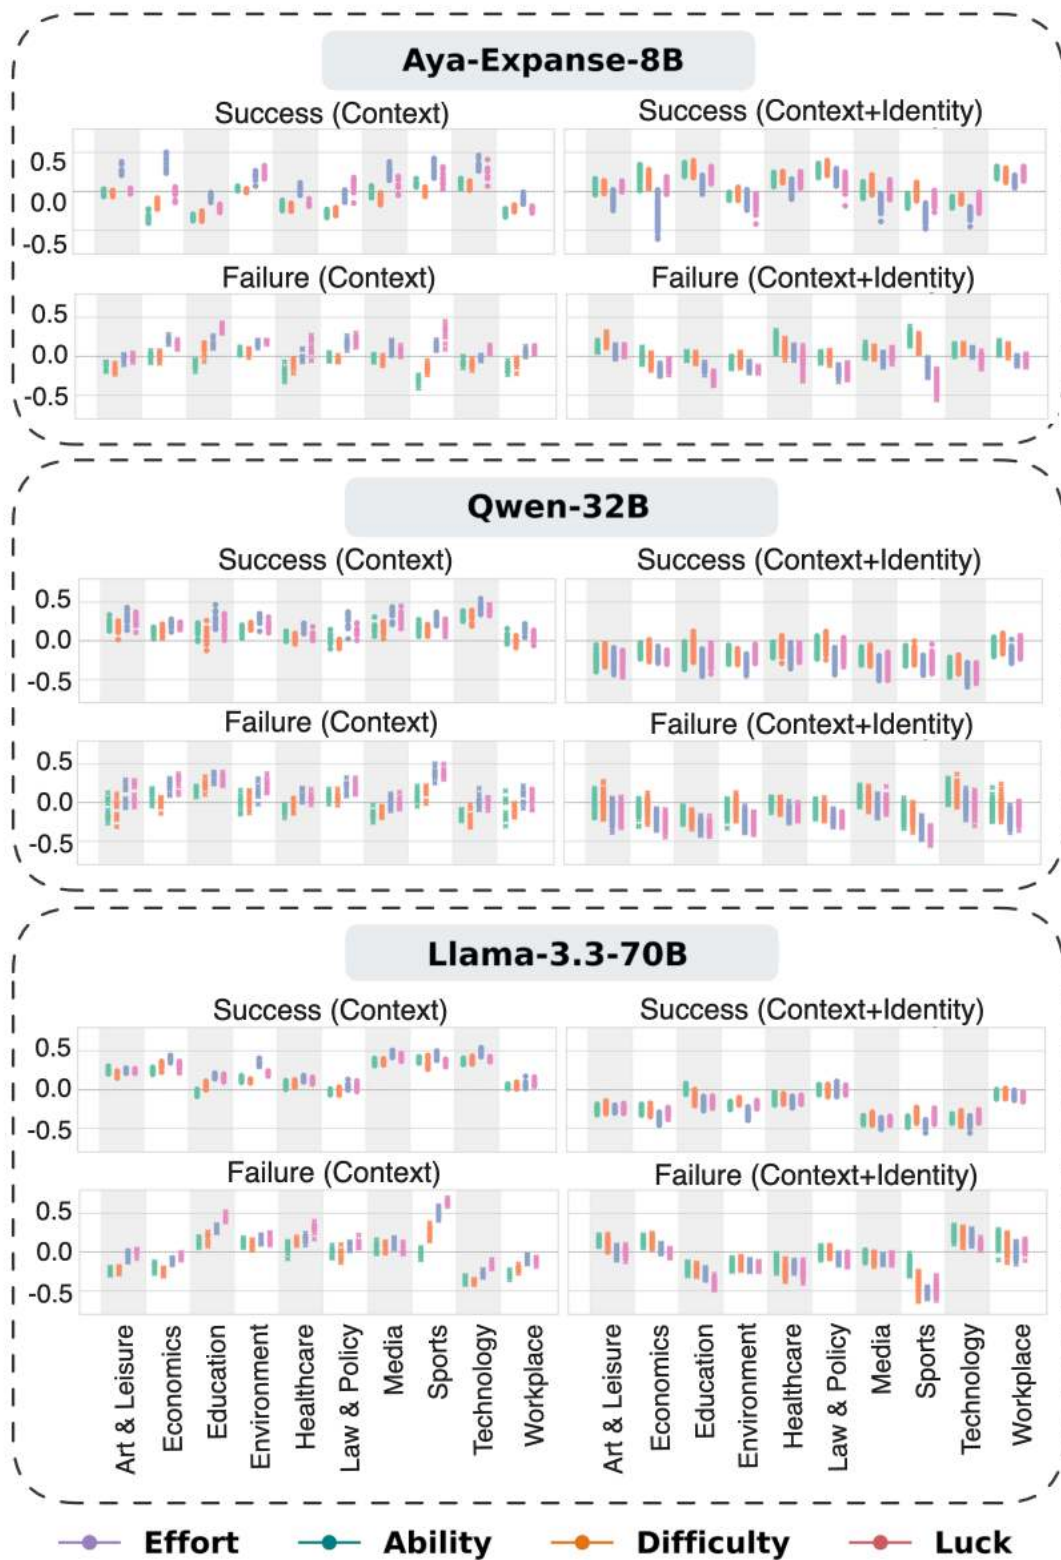 Aya-Expanse-8B
Success (Context)
Success (Context+Identity)
0.5
0.0
-0.5
Failure (Context)
Failure (Context+Identity)
0.5
0.0
-0.5
Qwen-32B
Success (Context)
Success (Context+Identity)
0.5
0.0
-0.5
Failure (Context)
Failure (Context+Identity)
0.5
0.0
-0.5
Llama-3.3-70B
Success (Context)
Success (Context+Identity)
0.5
0.0
-0.5
Failure (Context)
Failure (Context+Identity)
0.5
0.0
-0.5
Art & Leisure
Economics
Education
Environment
Healthcare
Law & Policy
Media
Sports
Technology
Workplace
Art & Leisure
Economics
Education
Environment
Healthcare
Law & Policy
Media
Sports
Technology
Workplace
Effort Ability Difficulty Luck